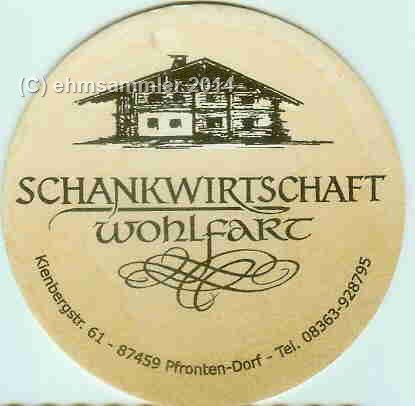 (C) ehmsammler 2014
SCHANKWIRTSCHAFT
WOHLFART
Kienbergstr. 61 - 87459 Pfronten-Dorf - Tel. 08363-928795